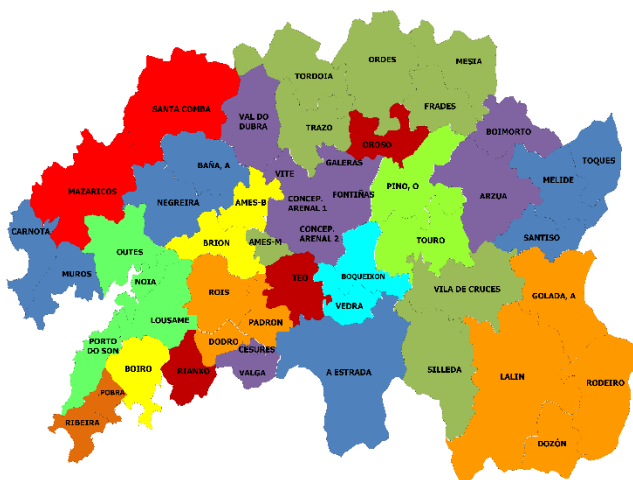 ORDES
MESIA
TORDOIA
SANTA COMBA
FRADES
VAL DO
DUBRA
TRAZO
BOIMORTO
OROSO
TOQUES
GALERAS
BAÑA, A
VITE
PINO, O
MELIDE
MAZARICOS
FONTIÑAS
NEGREIRA
AMES-B
CONCEP.
ARENAL 1
ARZUA
CARNOTA
CONCEP.
ARENAL 2
SANTISO
BRION
AMES-M
TOURO
OUTES
MUROS
BOQUEIXON
TEO
NOIA
VILA DE CRUCES
GOLADA, A
ROIS
VEDRA
LOUSAME
PADRON
PORTO
DO SON
DODRO
CESURES
BOIRO
RIANXO
VALGA
A ESTRADA
SILLEDA
LALIN
RODEIRO
POBRA
RIBEIRA
DOZÓN